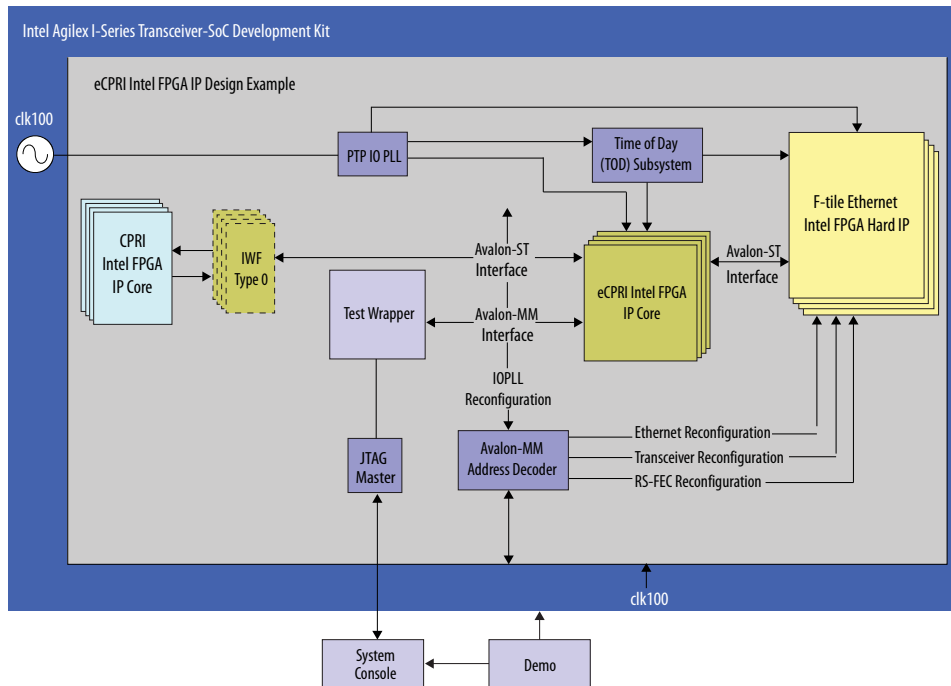 Intel Agilex I-Series Transceiver-SoC Development Kit
eCPRI Intel FPGA IP Design Example
clk100
PTP IO PLL
Time of Day
(TOD) Subsystem
F-tile Ethernet
Intel FPGA Hard IP
CPRI
Intel FPGA
IP Core
IWF
Type 0
Avalon-ST
Interface
eCPRI Intel FPGA
IP Core
Avalon-ST
Interface
Test Wrapper
Avalon-MM
Interface
IOPLL
Reconfiguration
JTAG
Master
Avalon-MM
Address Decoder
Ethernet Reconfiguration
Transceiver Reconfiguration
RS-FEC Reconfiguration
clk100
System
Console
Demo